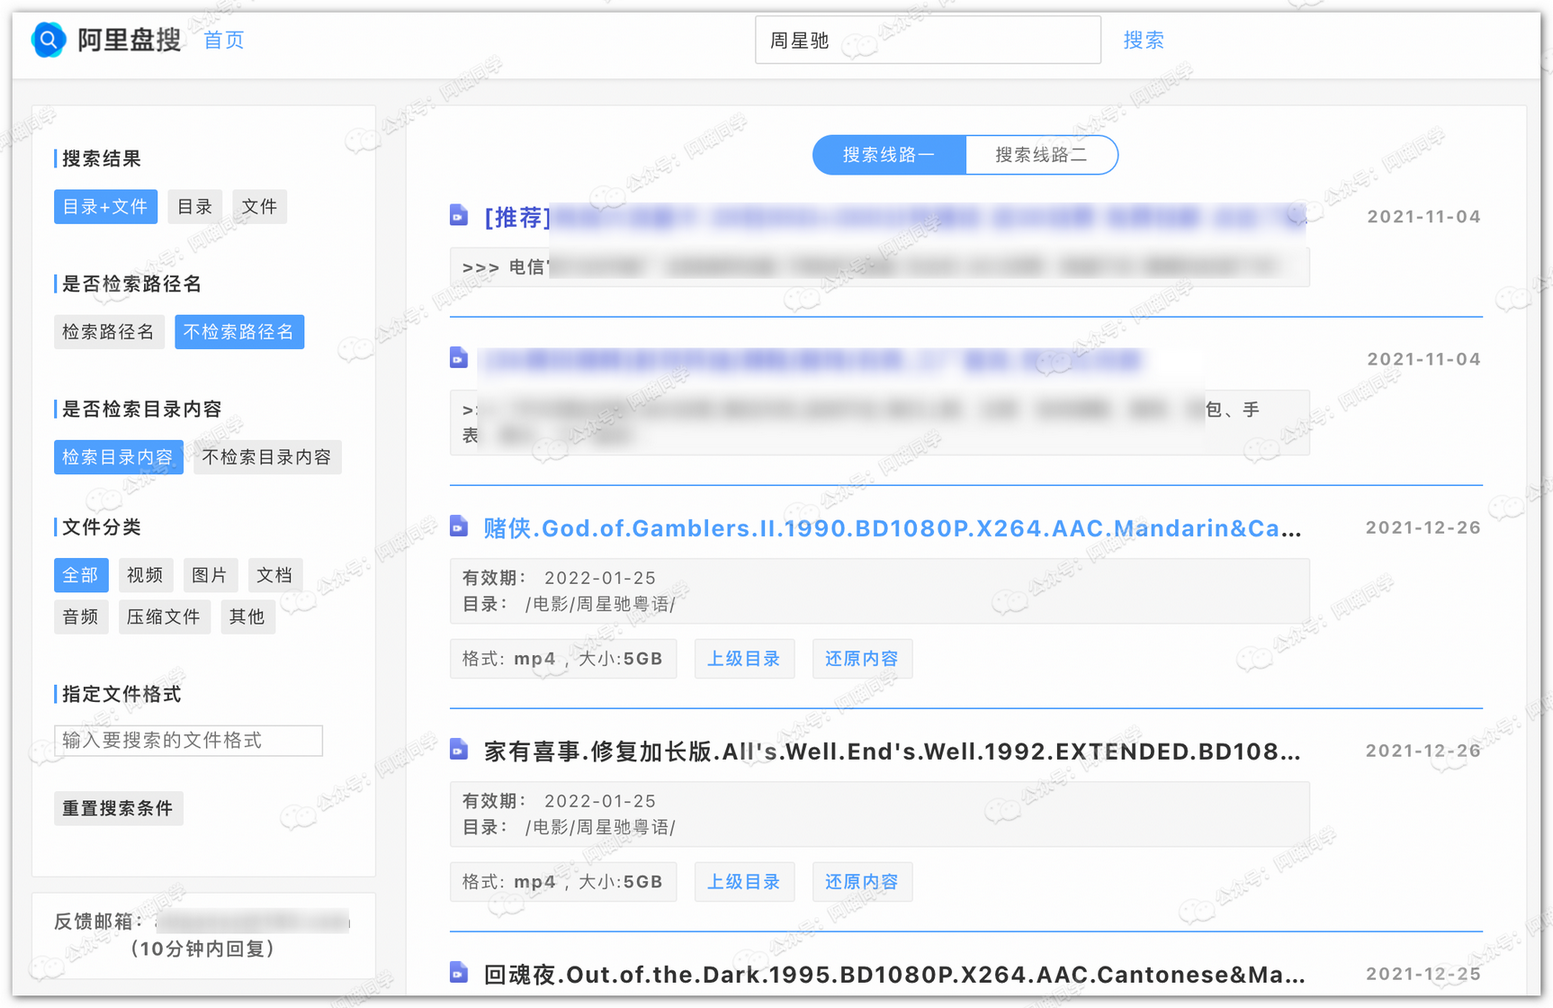 阿里盘搜 首页 周星驰 搜索
搜索结果
目录+文件 目录 文件
是否检索路径名
检索路径名 不检索路径名
是否检索目录内容
检索目录内容 不检索目录内容
文件分类
全部 视频 图片 文档
音频 压缩文件 其他
指定文件格式
输入要搜索的文件格式
重置搜索条件
反馈邮箱：
（10分钟内回复）
搜索线路一 搜索线路二
[推荐] 2021-11-04
>>> 电信
2021-11-04
包、手
表
赌侠.God.of.Gamblers.II.1990.BD1080P.X264.AAC.Mandarin&Ca... 2021-12-26
有效期： 2022-01-25
目录： /电影/周星驰粤语/
格式: mp4 , 大小:5GB 上级目录 还原内容
家有喜事.修复加长版.All's.Well.End's.Well.1992.EXTENDED.BD108... 2021-12-26
有效期： 2022-01-25
目录： /电影/周星驰粤语/
格式: mp4 , 大小:5GB 上级目录 还原内容
回魂夜.Out.of.the.Dark.1995.BD1080P.X264.AAC.Cantonese&Ma... 2021-12-25
公众号：阿喵同学